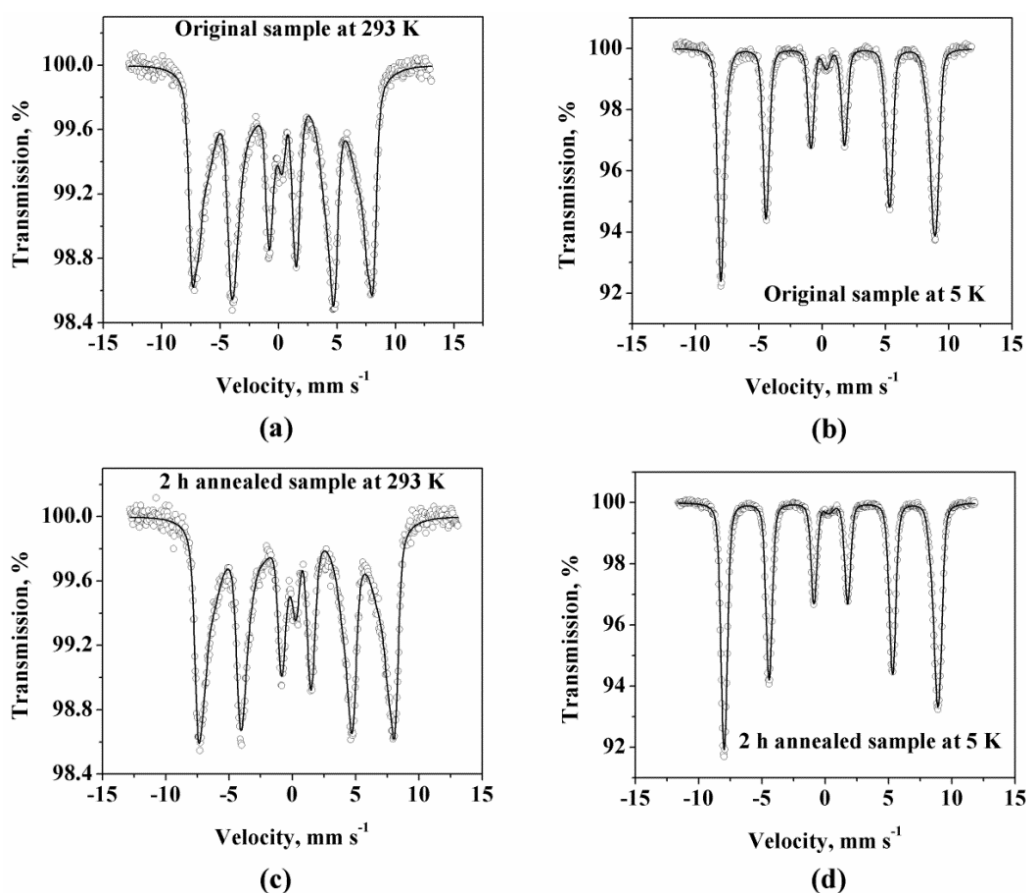 Original sample at 293 K
100.0
99.6
99.2
98.8
98.4
Transmission, %
-15 -10 -5 0 5 10 15
Velocity, mm s⁻¹
(a)
100
98
96
94
92
Transmission, %
Original sample at 5 K
-15 -10 -5 0 5 10 15
Velocity, mm s⁻¹
(b)
2 h annealed sample at 293 K
100.0
99.6
99.2
98.8
98.4
Transmission, %
-15 -10 -5 0 5 10 15
Velocity, mm s⁻¹
(c)
100
98
96
94
92
Transmission, %
2 h annealed sample at 5 K
-15 -10 -5 0 5 10 15
Velocity, mm s⁻¹
(d)